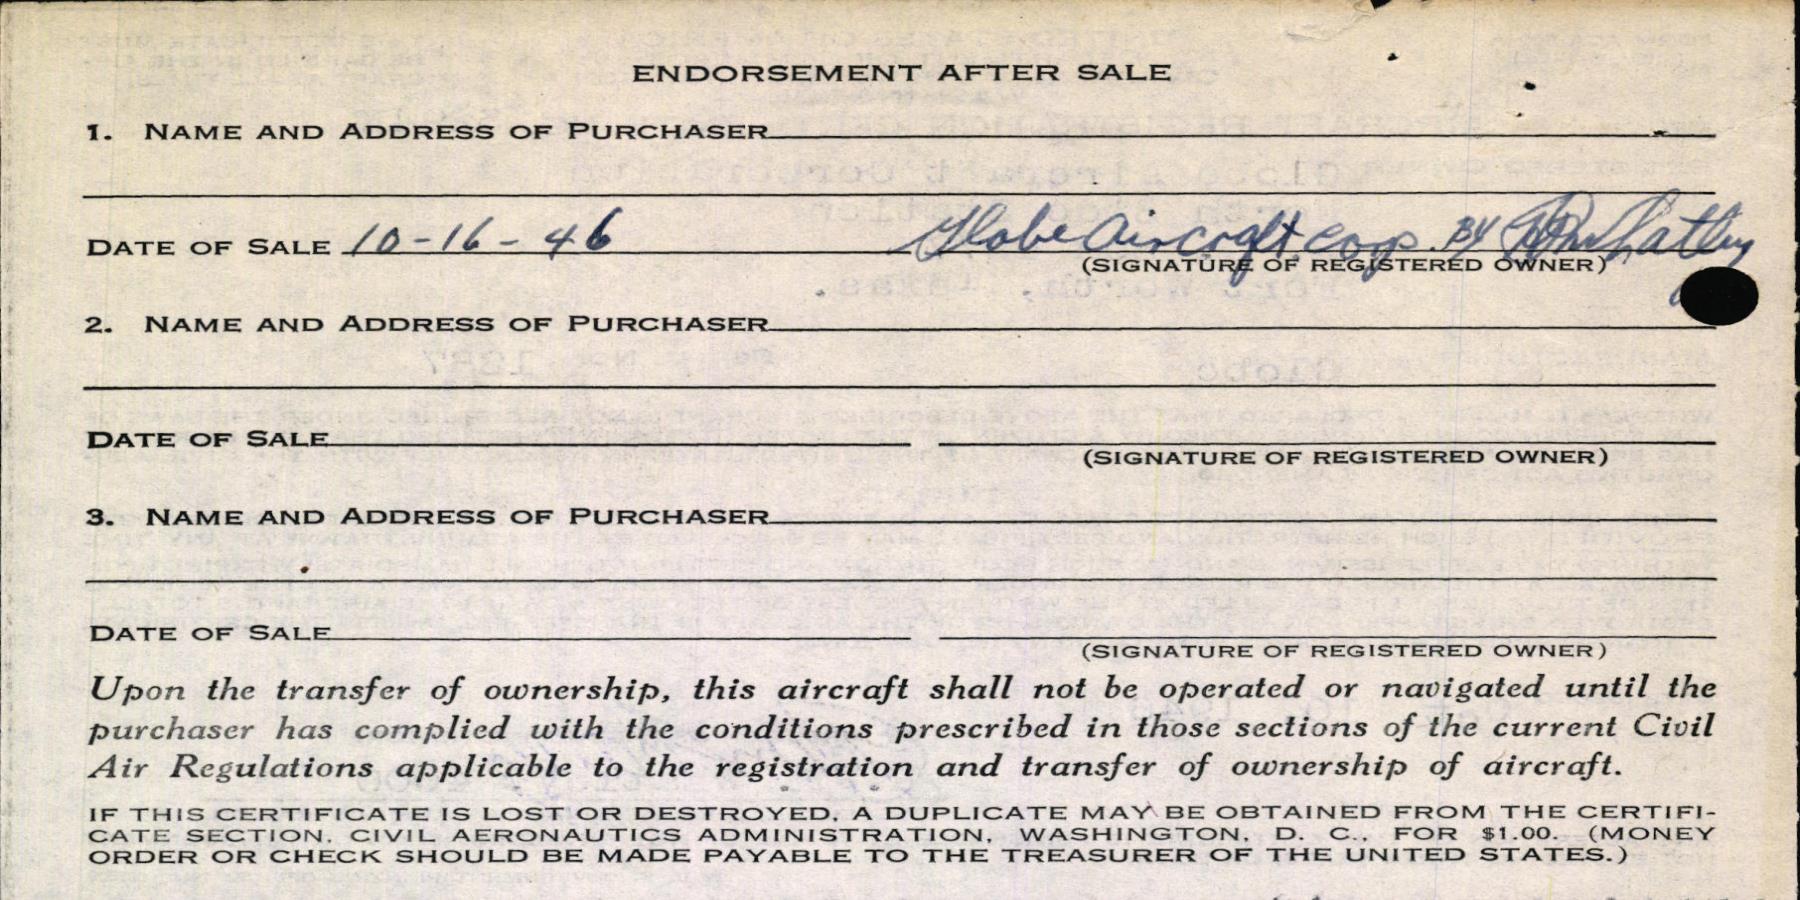 ENDORSEMENT AFTER SALE
1. NAME AND ADDRESS OF PURCHASER
DATE OF SALE 10-16-46 Globe Aircraft Corp. By
(SIGNATURE OF REGISTERED OWNER)
2. NAME AND ADDRESS OF PURCHASER
DATE OF SALE
(SIGNATURE OF REGISTERED OWNER)
3. NAME AND ADDRESS OF PURCHASER
DATE OF SALE
(SIGNATURE OF REGISTERED OWNER)
Upon the transfer of ownership, this aircraft shall not be operated or navigated until the
purchaser has complied with the conditions prescribed in those sections of the current Civil
Air Regulations applicable to the registration and transfer of ownership of aircraft.
IF THIS CERTIFICATE IS LOST OR DESTROYED, A DUPLICATE MAY BE OBTAINED FROM THE CERTIFI-
CATE SECTION, CIVIL AERONAUTICS ADMINISTRATION, WASHINGTON, D. C., FOR $1.00. (MONEY
ORDER OR CHECK SHOULD BE MADE PAYABLE TO THE TREASURER OF THE UNITED STATES.)